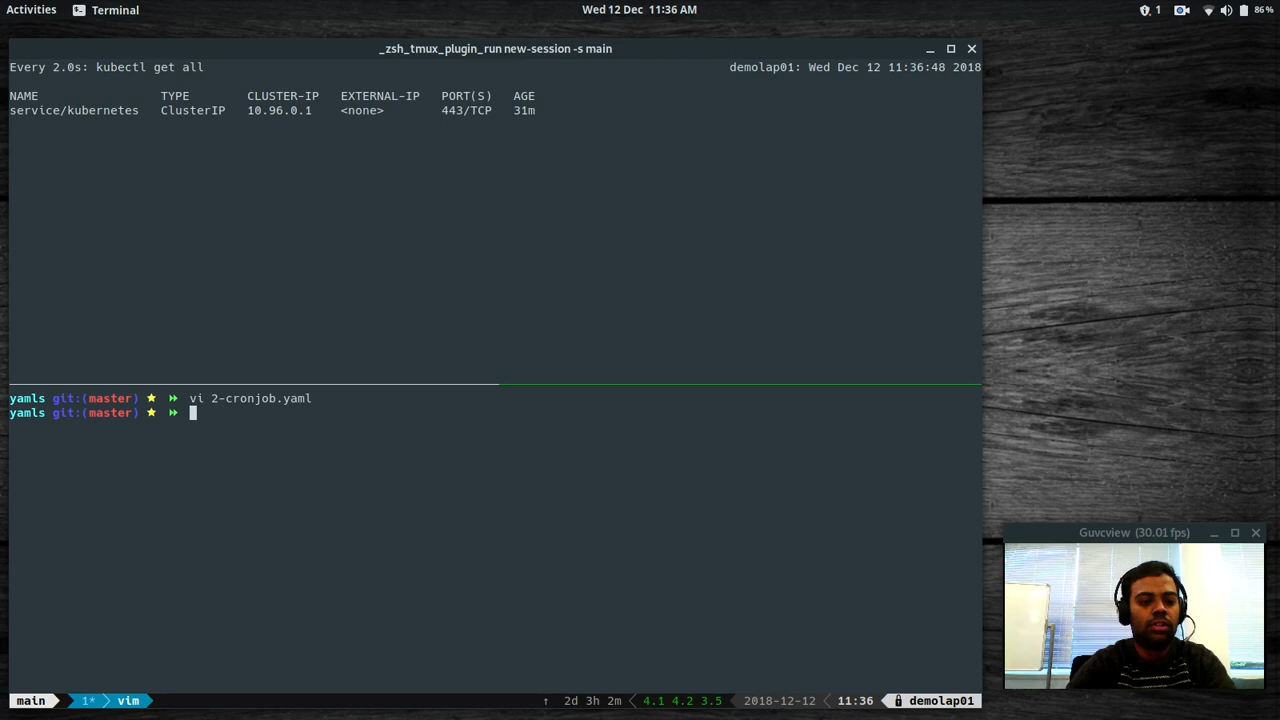 Activities Terminal Wed 12 Dec 11:36 AM 1 86%
_zsh_tmux_plugin_run new-session -s main
Every 2.0s: kubectl get all demolap01: Wed Dec 12 11:36:48 2018
NAME TYPE CLUSTER-IP EXTERNAL-IP PORT(S) AGE
service/kubernetes ClusterIP 10.96.0.1 <none> 443/TCP 31m
yamls git:(master) ⭐ ⏩ vi 2-cronjob.yaml
yamls git:(master) ⭐ ⏩
Guvcview (30.01 fps)
main 1* vim ↑ 2d 3h 2m 4.1 4.2 3.5 2018-12-12 11:36 demolap01